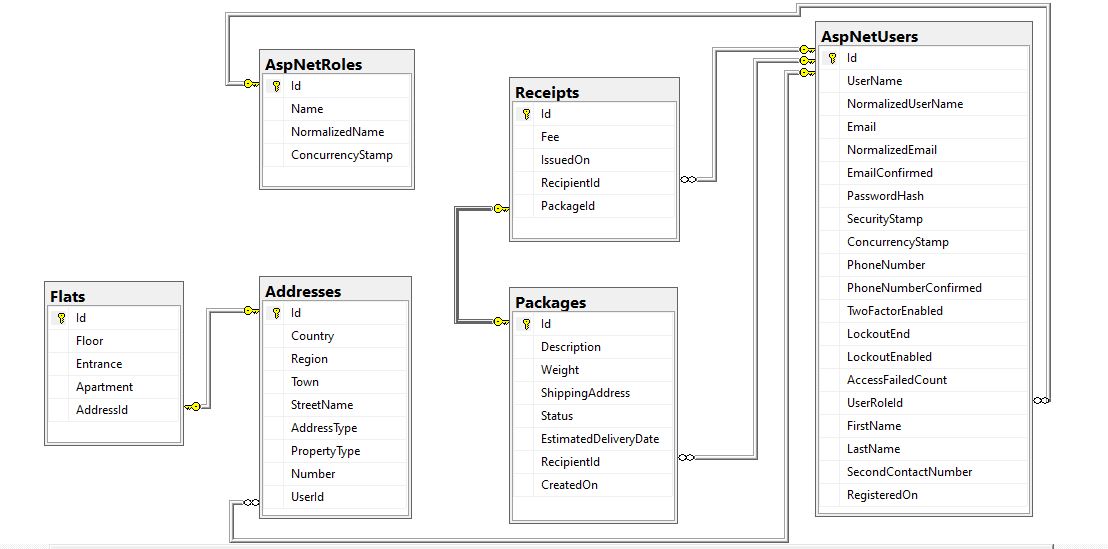 AspNetRoles
Id
Name
NormalizedName
ConcurrencyStamp
Receipts
Id
Fee
IssuedOn
RecipientId
PackageId
AspNetUsers
Id
UserName
NormalizedUserName
Email
NormalizedEmail
EmailConfirmed
PasswordHash
SecurityStamp
ConcurrencyStamp
PhoneNumber
PhoneNumberConfirmed
TwoFactorEnabled
LockoutEnd
LockoutEnabled
AccessFailedCount
UserRoleId
FirstName
LastName
SecondContactNumber
RegisteredOn
Flats
Id
Floor
Entrance
Apartment
AddressId
Addresses
Id
Country
Region
Town
StreetName
AddressType
PropertyType
Number
UserId
Packages
Id
Description
Weight
ShippingAddress
Status
EstimatedDeliveryDate
RecipientId
CreatedOn